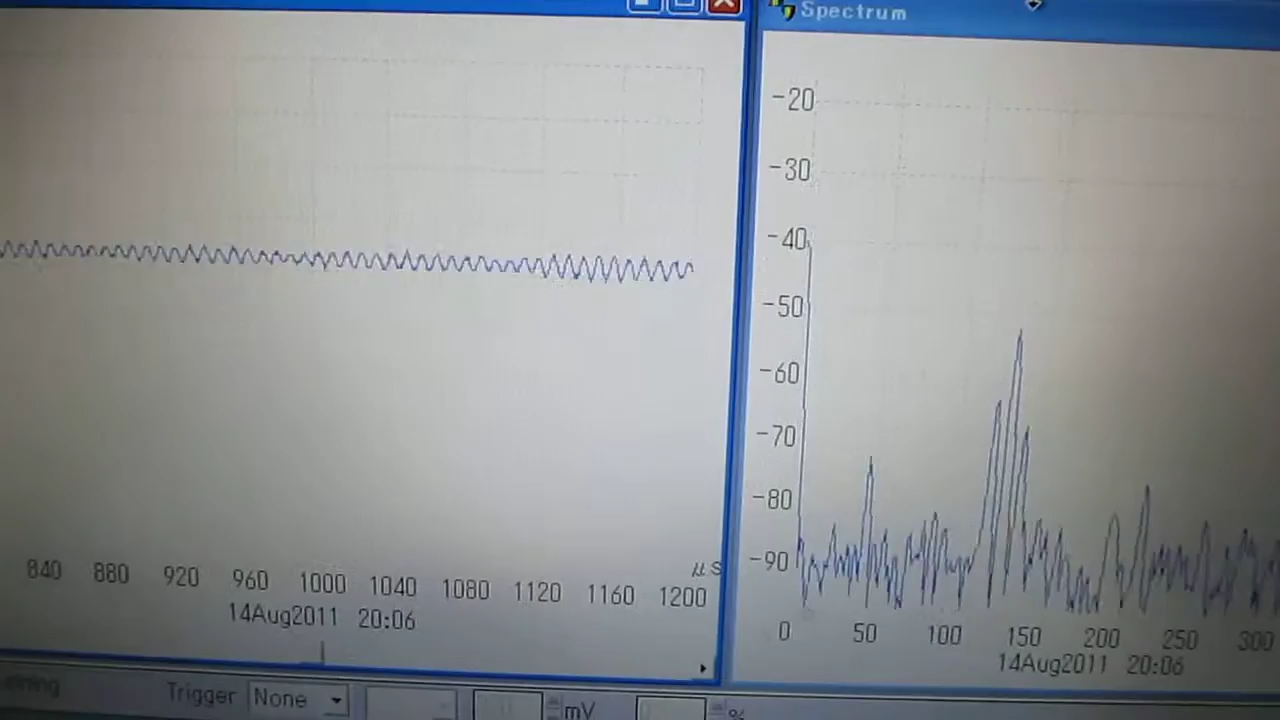 Spectrum
-20
-30
-40
-50
-60
-70
-80
-90
μs
840 880 920 960 1000 1040 1080 1120 1160 1200
14Aug2011 20:06
0 50 100 150 200 250 300
14Aug2011 20:06
Trigger None mV %